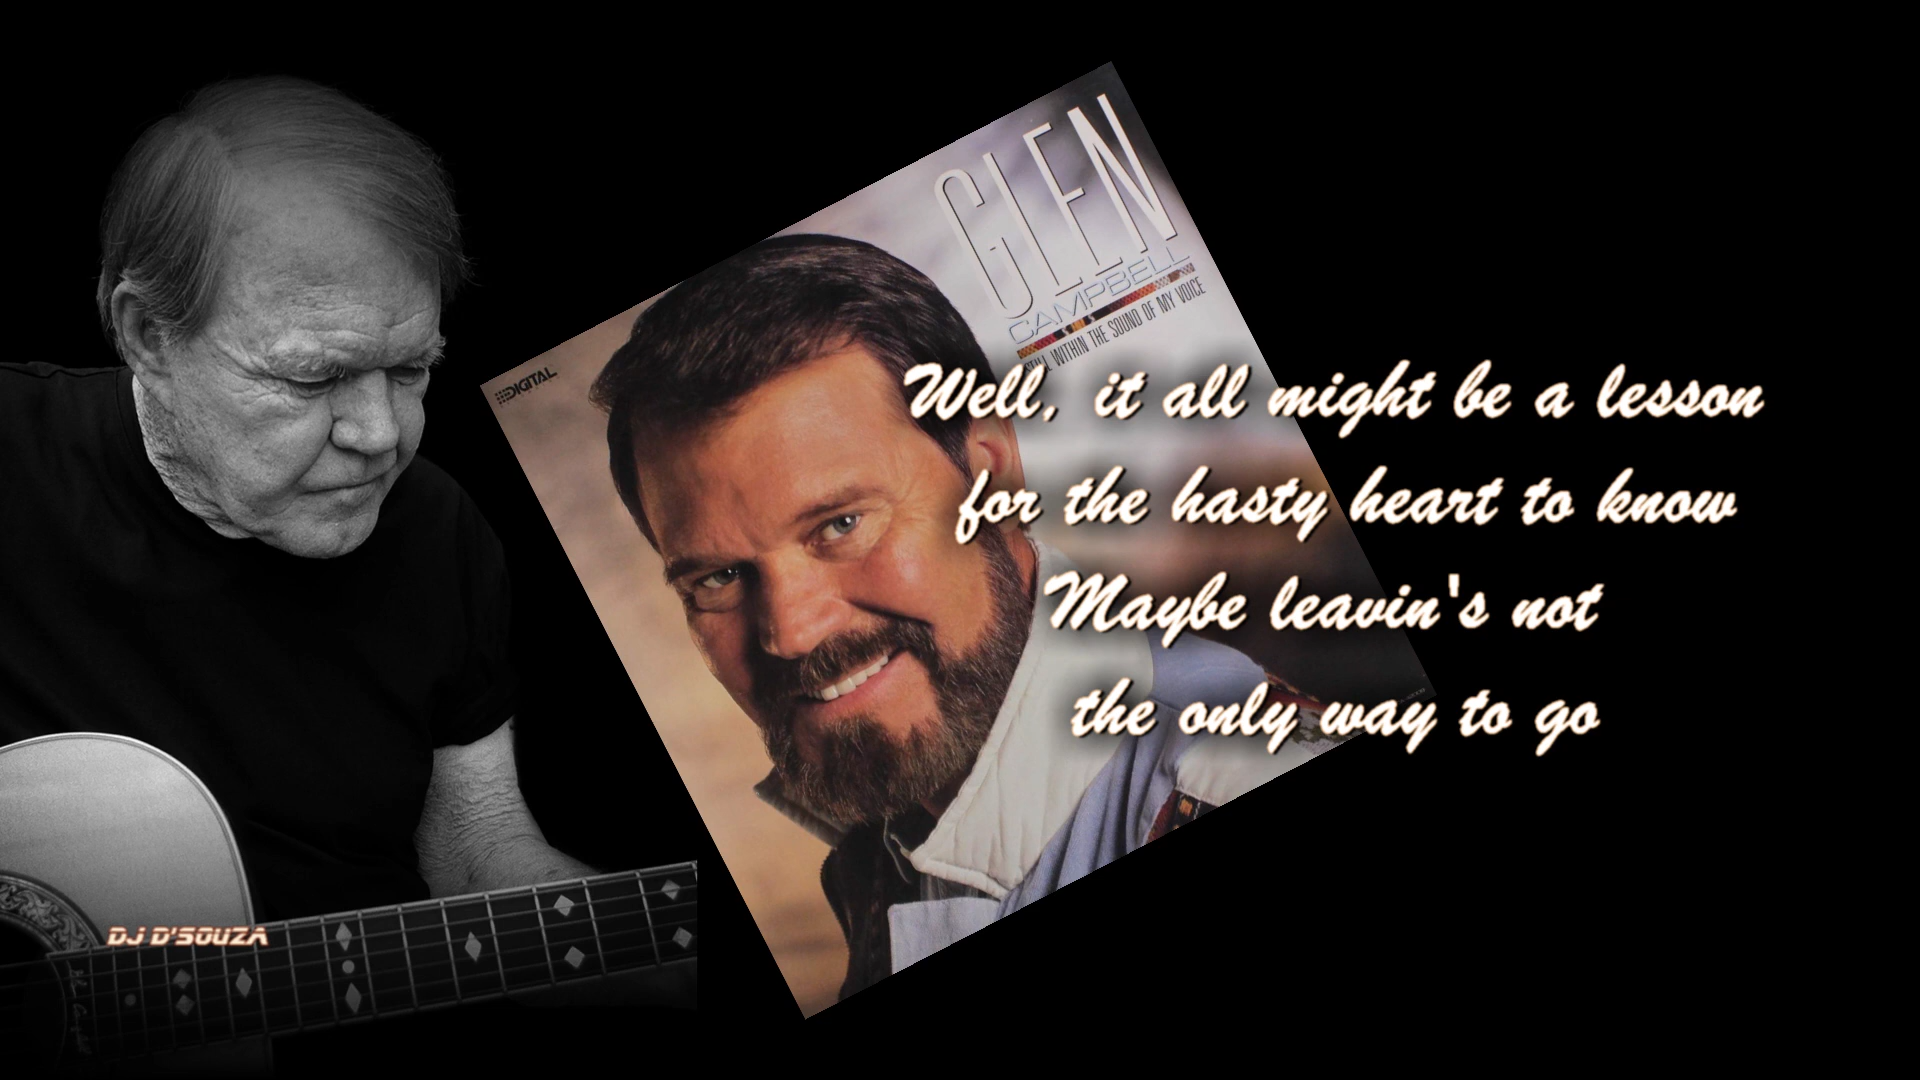 GLEN
CAMPBELL
STILL WITHIN THE SOUND OF MY VOICE
DIGITAL
Well, it all might be a lesson
for the hasty heart to know
Maybe leavin's not
the only way to go
DJ D'SOUZA